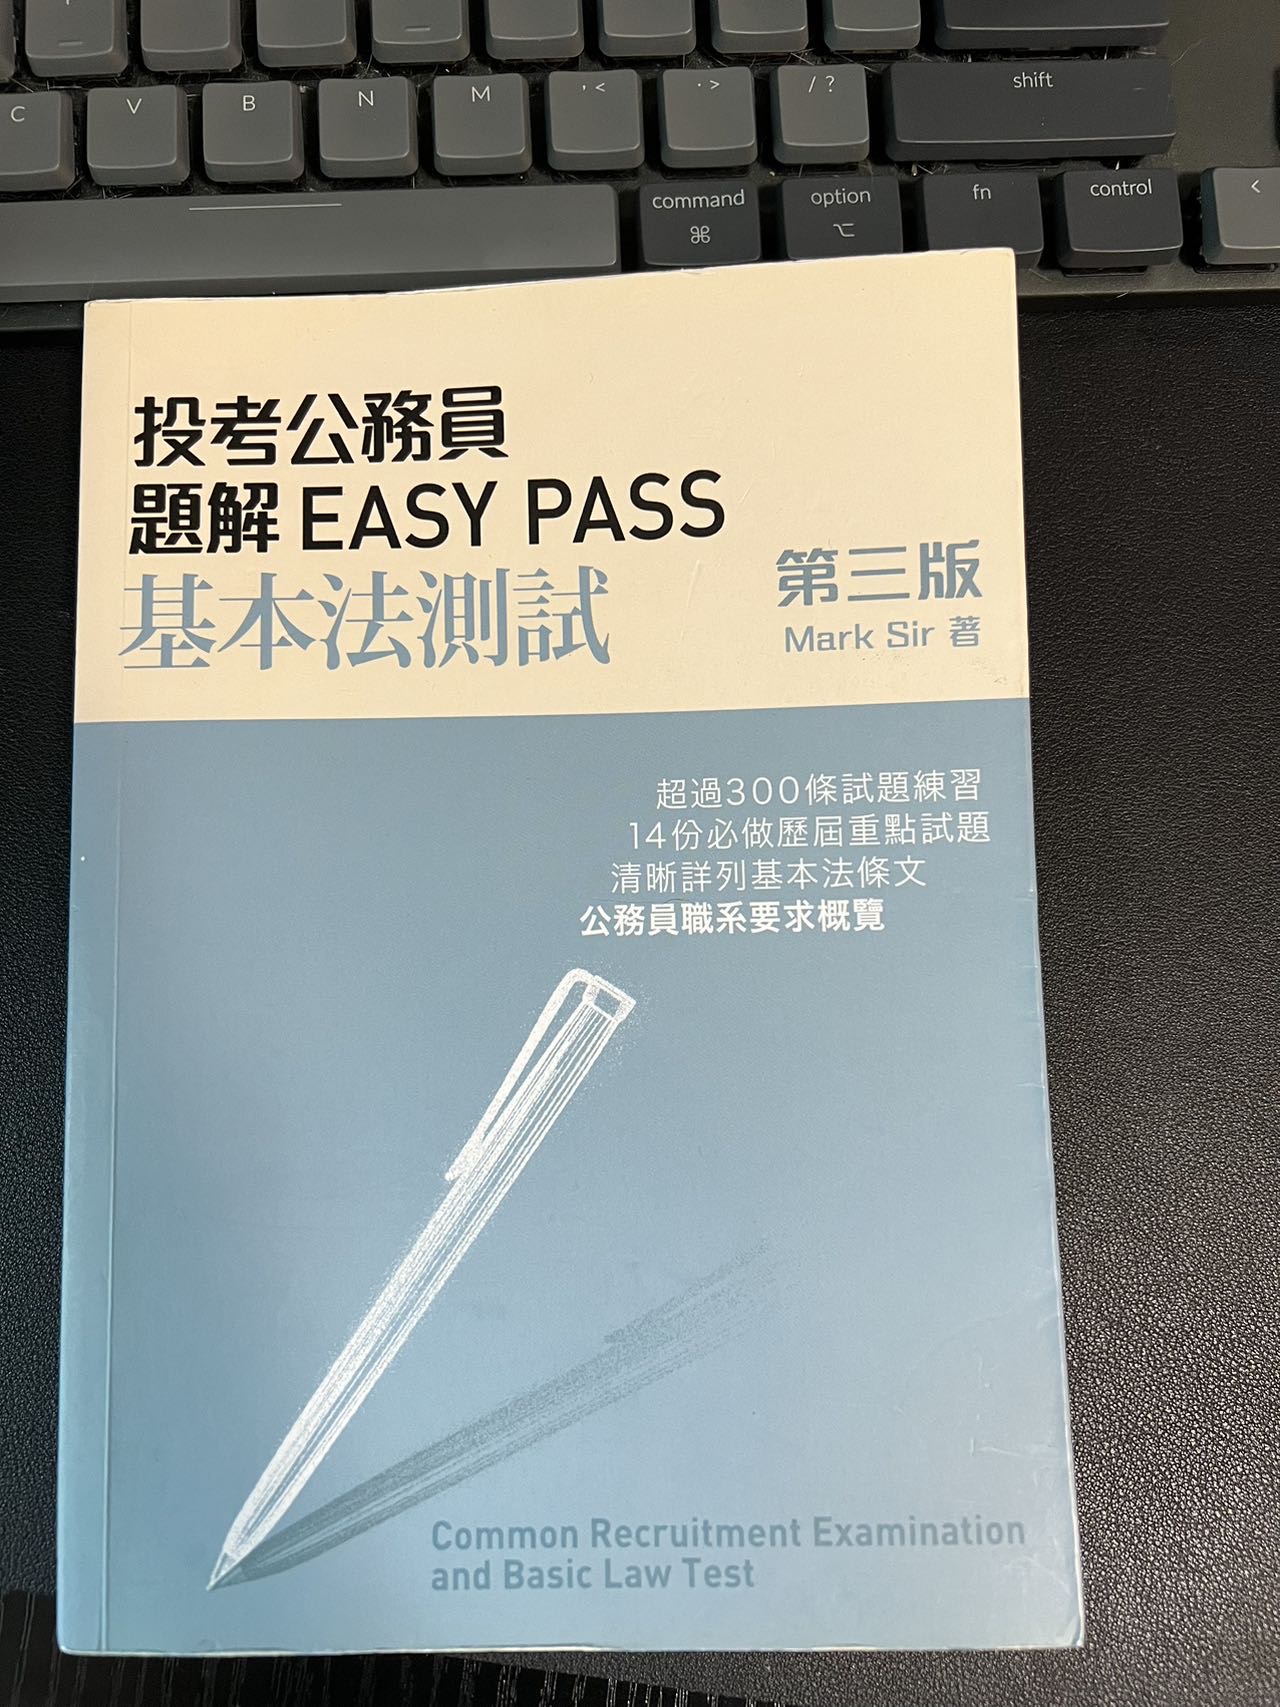 C V B N M , < . > / ? shift
command ⌘ option ⌥ fn control <
投考公務員
題解 EASY PASS
基本法測試
第三版
Mark Sir 著
超過300條試題練習
14份必做歷屆重點試題
清晰詳列基本法條文
公務員職系要求概覽
Common Recruitment Examination
and Basic Law Test